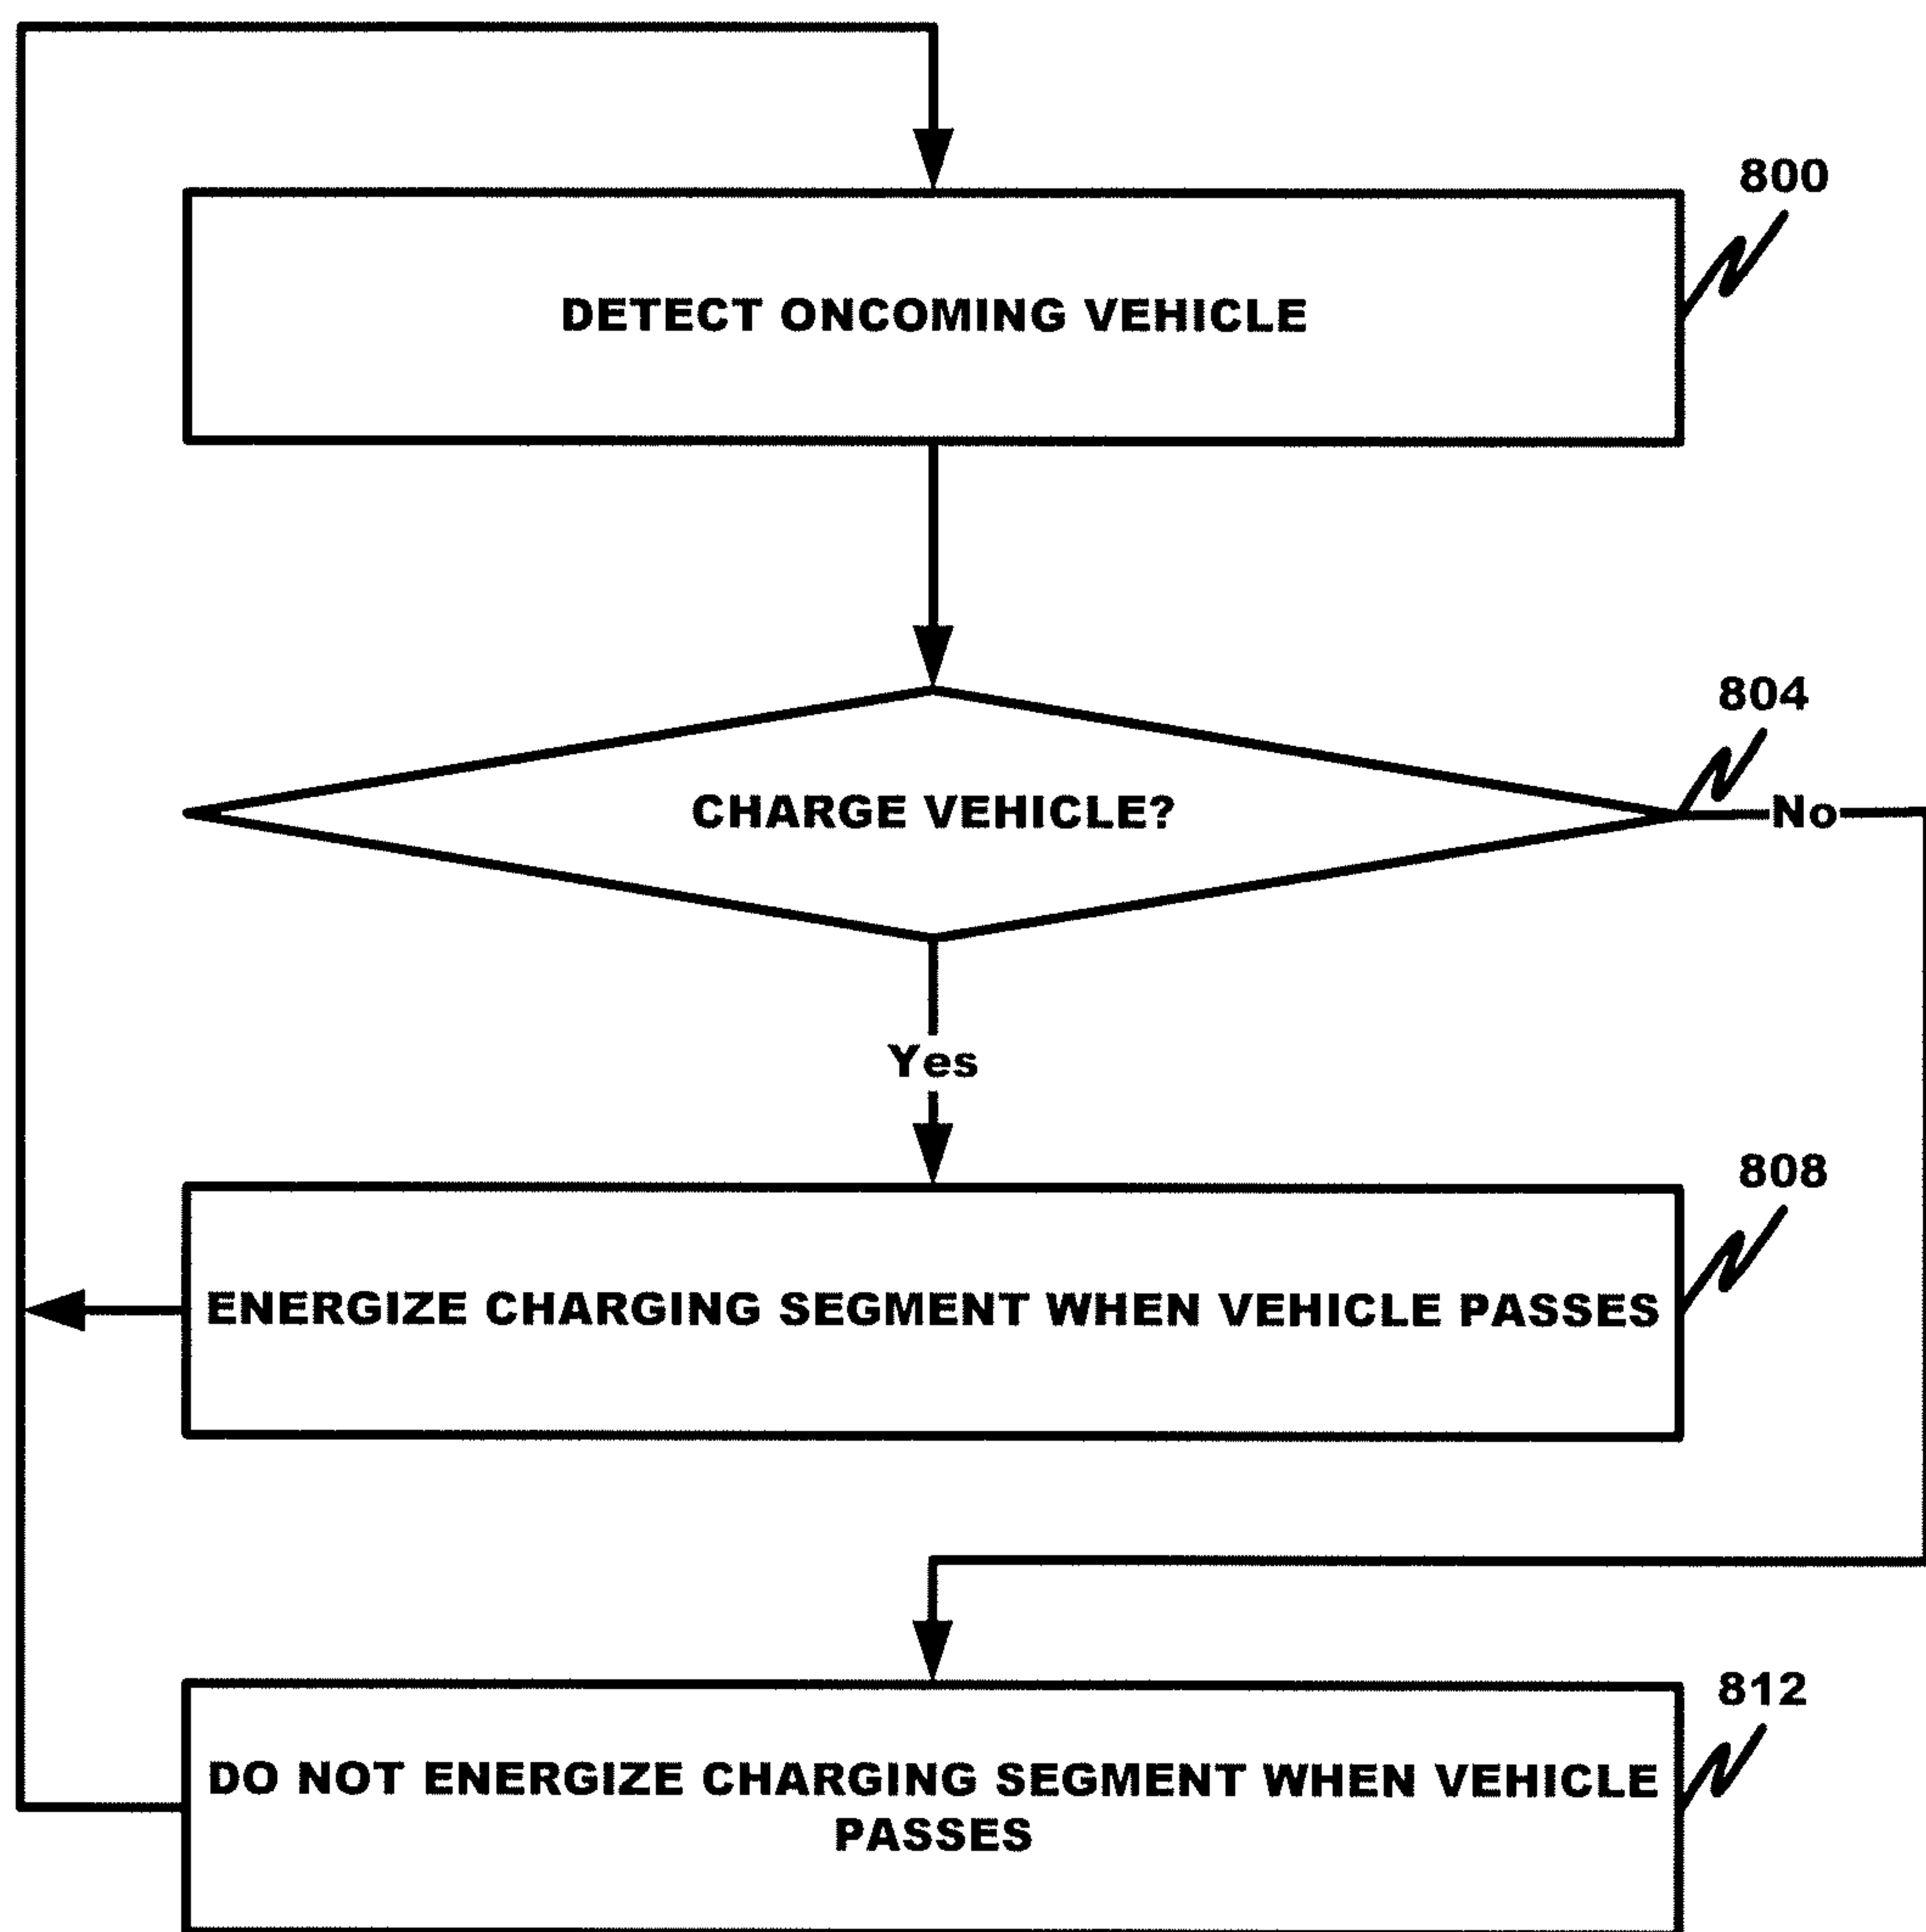 800
DETECT ONCOMING VEHICLE
804
CHARGE VEHICLE?
No
Yes
808
ENERGIZE CHARGING SEGMENT WHEN VEHICLE PASSES
812
DO NOT ENERGIZE CHARGING SEGMENT WHEN VEHICLE
PASSES